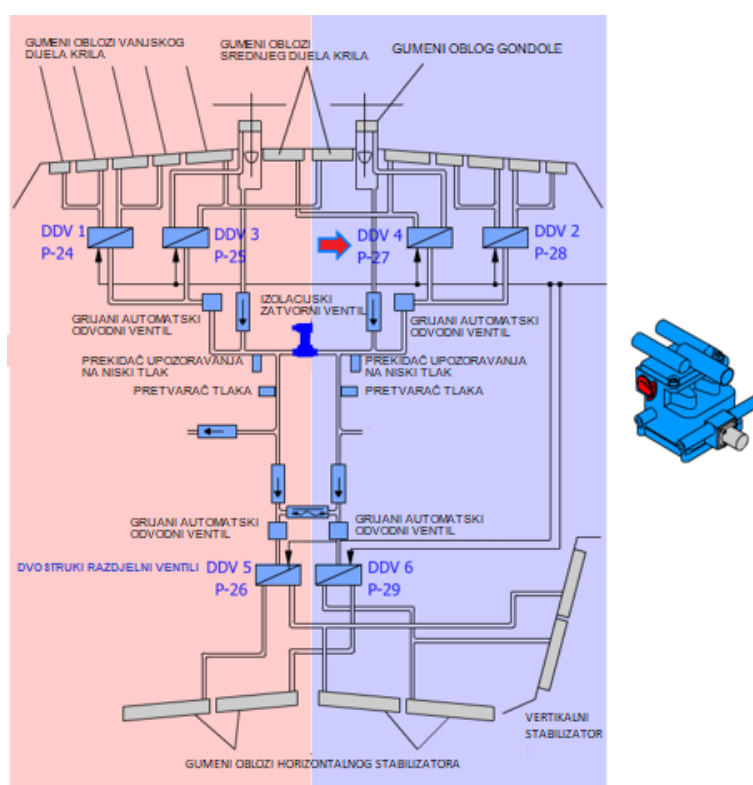 GUMENI OBLOZI VANJSKOG
DIJELA KRILA
GUMENI OBLOZI
SREDNJEG DIJELA KRILA
GUMENI OBLOG GONDOLE
DDV 1
P-24
DDV 3
P-25
DDV 4
P-27
DDV 2
P-28
GRIJANI AUTOMATSKI
ODVODNI VENTIL
IZOLACIJSKI
ZATVORNI VENTIL
GRIJANI AUTOMATSKI
ODVODNI VENTIL
PREKIDAČ UPOZORAVANJA
NA NISKI TLAK
PREKIDAČ UPOZORAVANJA
NA NISKI TLAK
PRETVARAČ TLAKA
PRETVARAČ TLAKA
GRIJANI AUTOMATSKI
ODVODNI VENTIL
GRIJANI AUTOMATSKI
ODVODNI VENTIL
DVOSTRUKI RAZDJELNI VENTILI
DDV 5
P-26
DDV 6
P-29
VERTIKALNI
STABILIZATOR
GUMENI OBLOZI HORIZONTALNOG STABILIZATORA